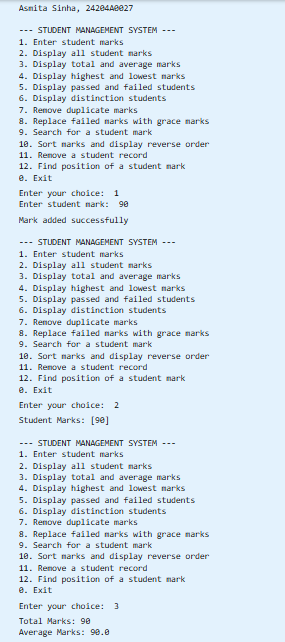 Asmita Sinha, 24204A0027
--- STUDENT MANAGEMENT SYSTEM ---
1. Enter student marks
2. Display all student marks
3. Display total and average marks
4. Display highest and lowest marks
5. Display passed and failed students
6. Display distinction students
7. Remove duplicate marks
8. Replace failed marks with grace marks
9. Search for a student mark
10. Sort marks and display reverse order
11. Remove a student record
12. Find position of a student mark
0. Exit
Enter your choice:  1
Enter student mark:  90
Mark added successfully
--- STUDENT MANAGEMENT SYSTEM ---
1. Enter student marks
2. Display all student marks
3. Display total and average marks
4. Display highest and lowest marks
5. Display passed and failed students
6. Display distinction students
7. Remove duplicate marks
8. Replace failed marks with grace marks
9. Search for a student mark
10. Sort marks and display reverse order
11. Remove a student record
12. Find position of a student mark
0. Exit
Enter your choice:  2
Student Marks: [90]
--- STUDENT MANAGEMENT SYSTEM ---
1. Enter student marks
2. Display all student marks
3. Display total and average marks
4. Display highest and lowest marks
5. Display passed and failed students
6. Display distinction students
7. Remove duplicate marks
8. Replace failed marks with grace marks
9. Search for a student mark
10. Sort marks and display reverse order
11. Remove a student record
12. Find position of a student mark
0. Exit
Enter your choice:  3
Total Marks: 90
Average Marks: 90.0